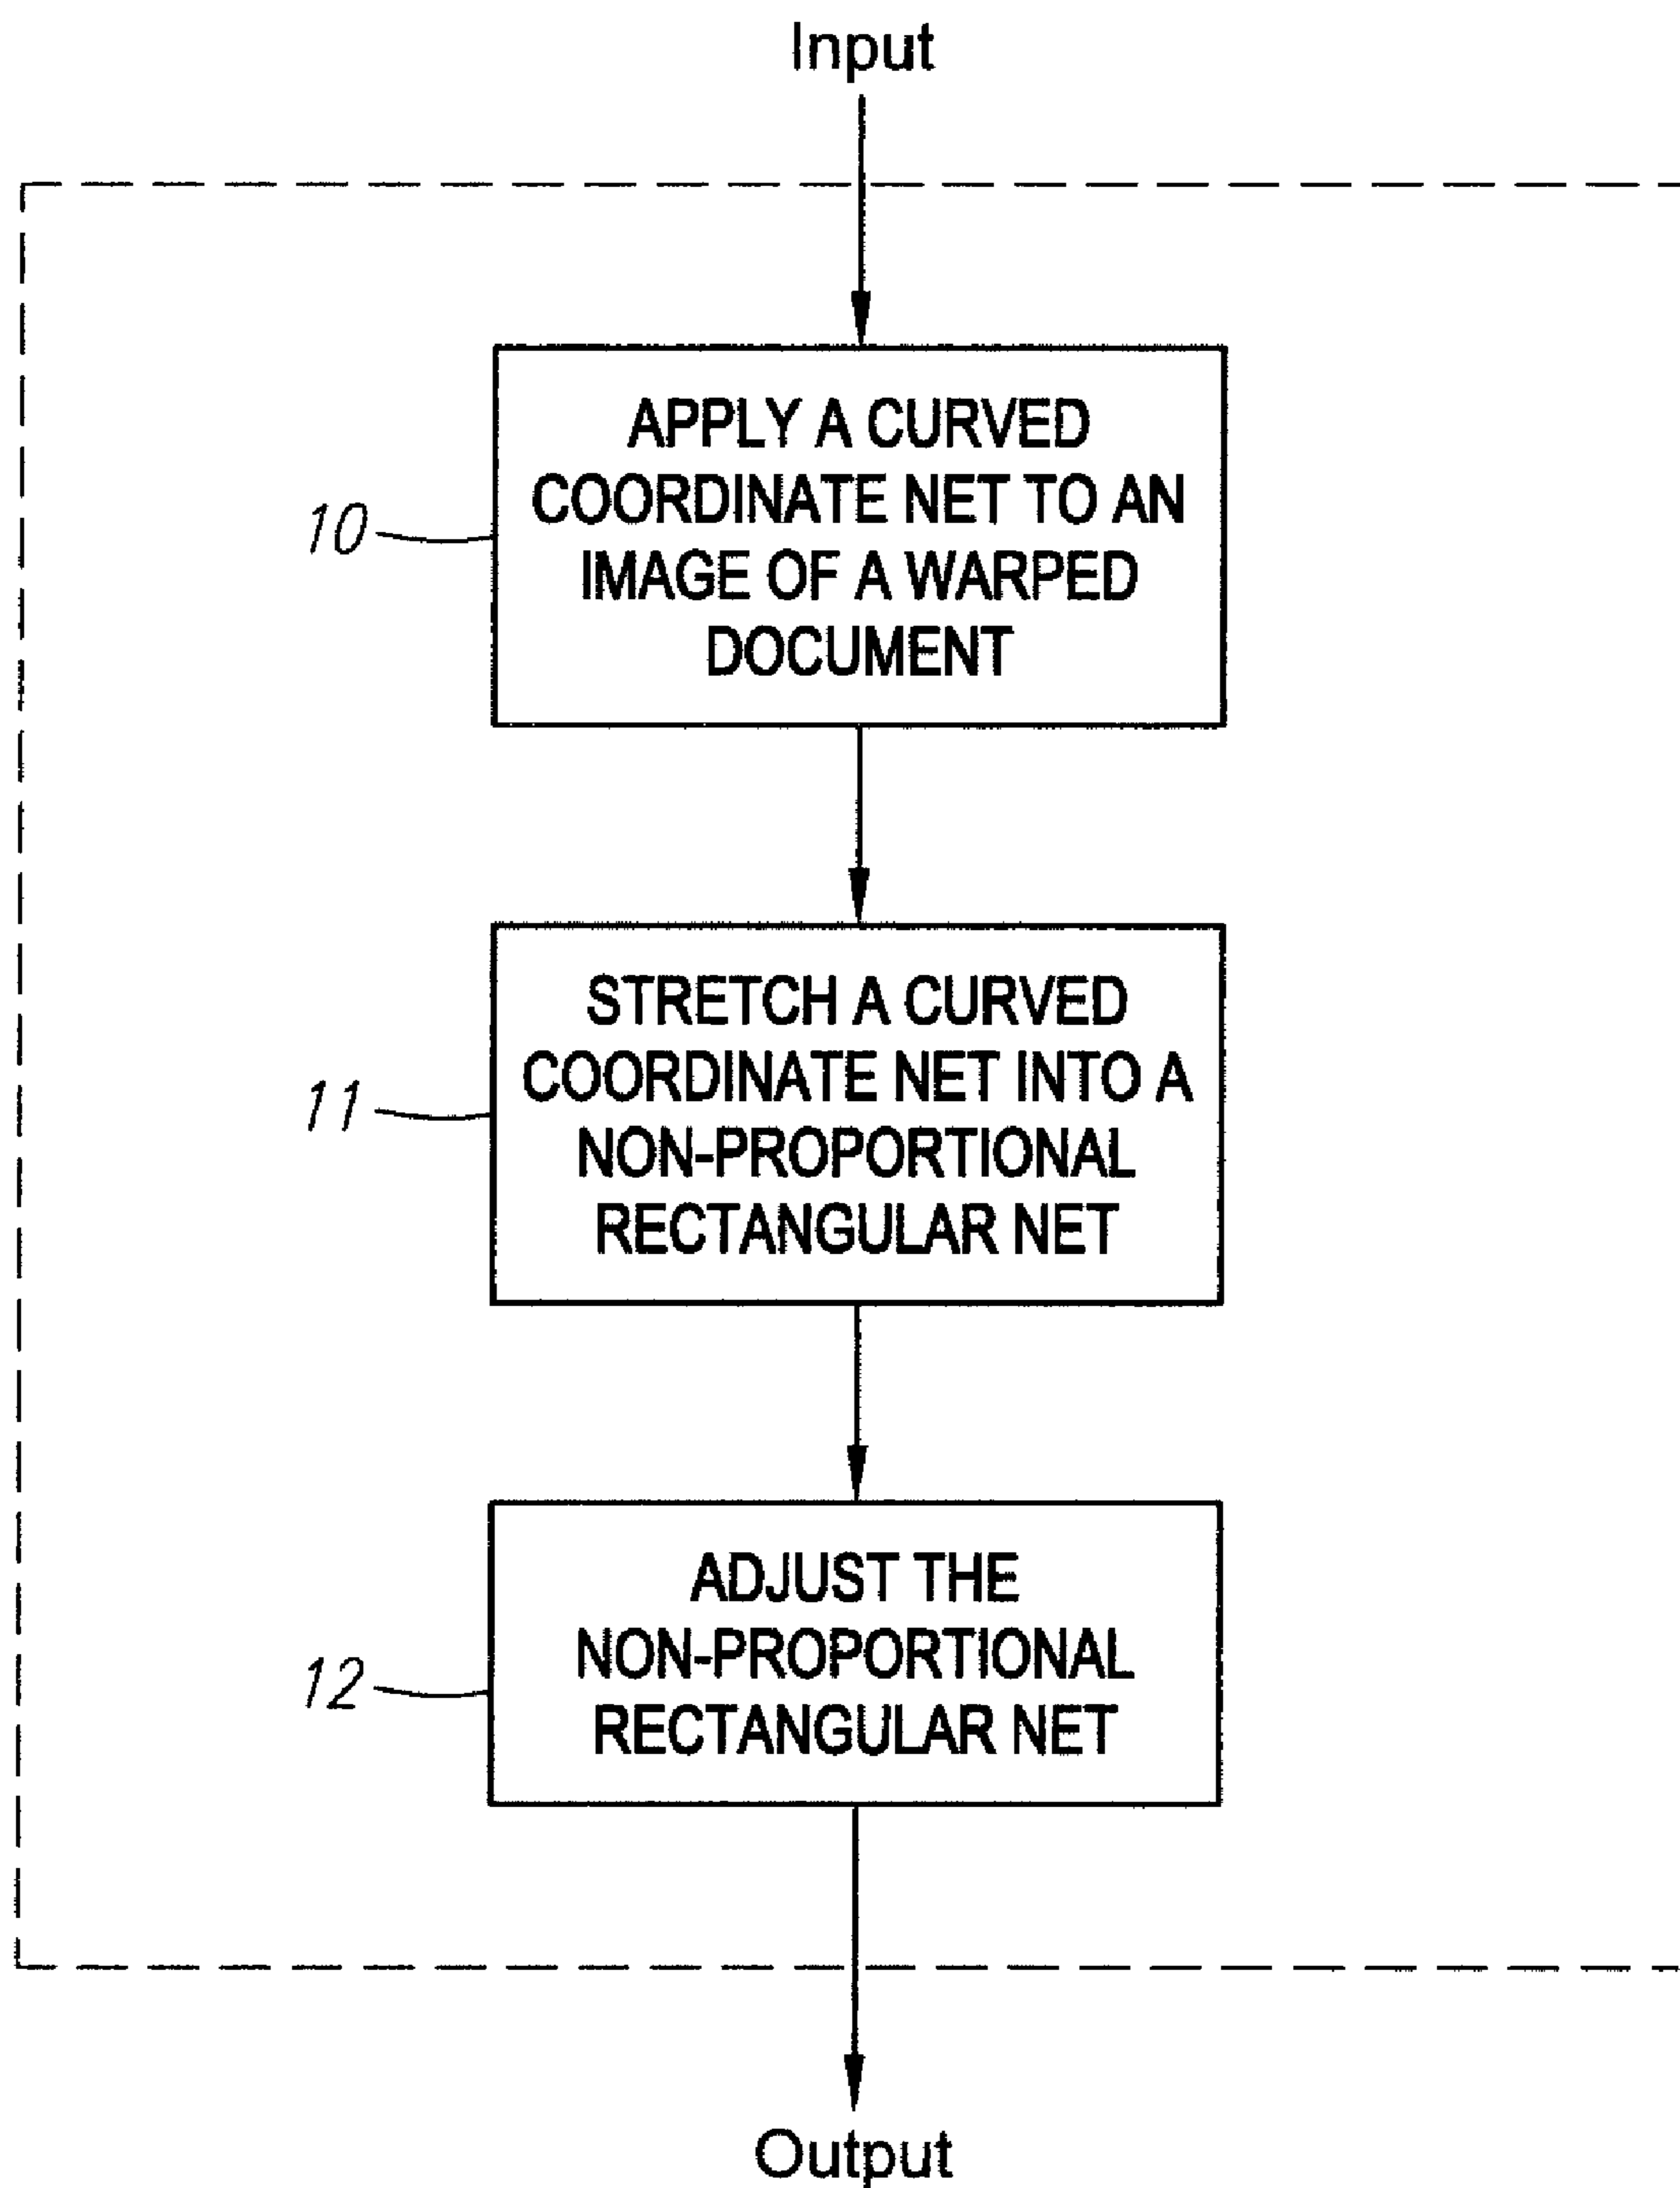 Input
APPLY A CURVED
COORDINATE NET TO AN
IMAGE OF A WARPED
DOCUMENT
10
STRETCH A CURVED
COORDINATE NET INTO A
NON-PROPORTIONAL
RECTANGULAR NET
11
ADJUST THE
NON-PROPORTIONAL
RECTANGULAR NET
12
Output